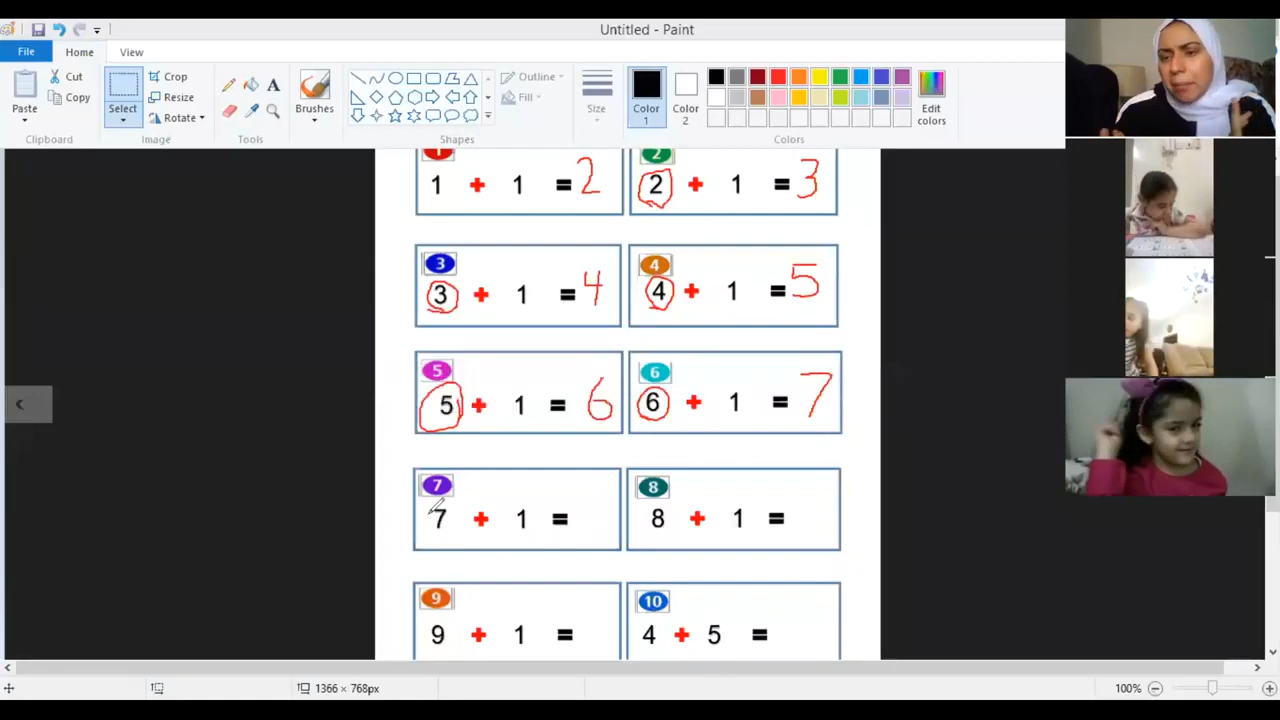 Untitled - Paint
File Home View
Paste Cut Copy
Clipboard
Select Crop Resize Rotate
Image
A
Tools
Brushes
Outline
Fill
Shapes
Size
Color 1 Color 2
Edit colors
Colors
1 2
1 + 1 = 2 2 + 1 = 3
3 4
3 + 1 = 4 4 + 1 = 5
5 6
5 + 1 = 6 6 + 1 = 7
7 8
7 + 1 = 8 + 1 =
9 10
9 + 1 = 4 + 5 =
1366 × 768px 100%